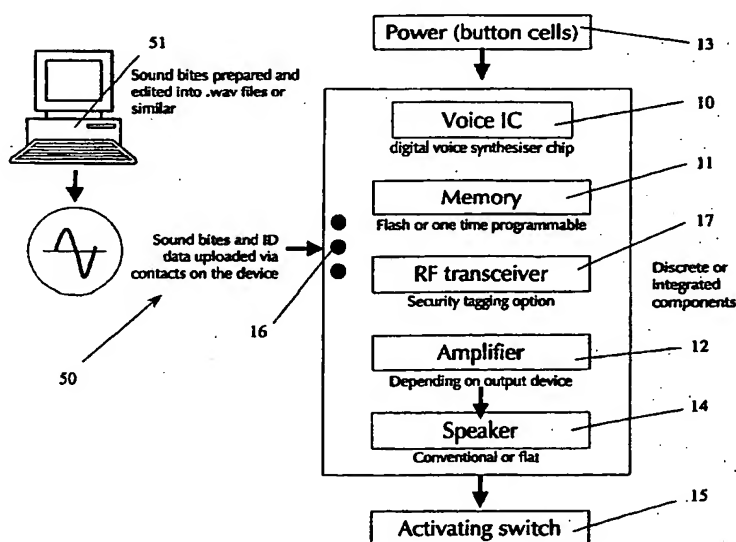 51
Sound bites prepared and
edited into .wav files or
similar
Sound bites and ID
data uploaded via
contacts on the device
50
16
Power (button cells)
13
Voice IC
digital voice synthesiser chip
10
Memory
Flash or one time programmable
11
RF transceiver
Security tagging option
17
Discrete or
integrated
components
Amplifier
Depending on output device
12
Speaker
Conventional or flat
14
Activating switch
15